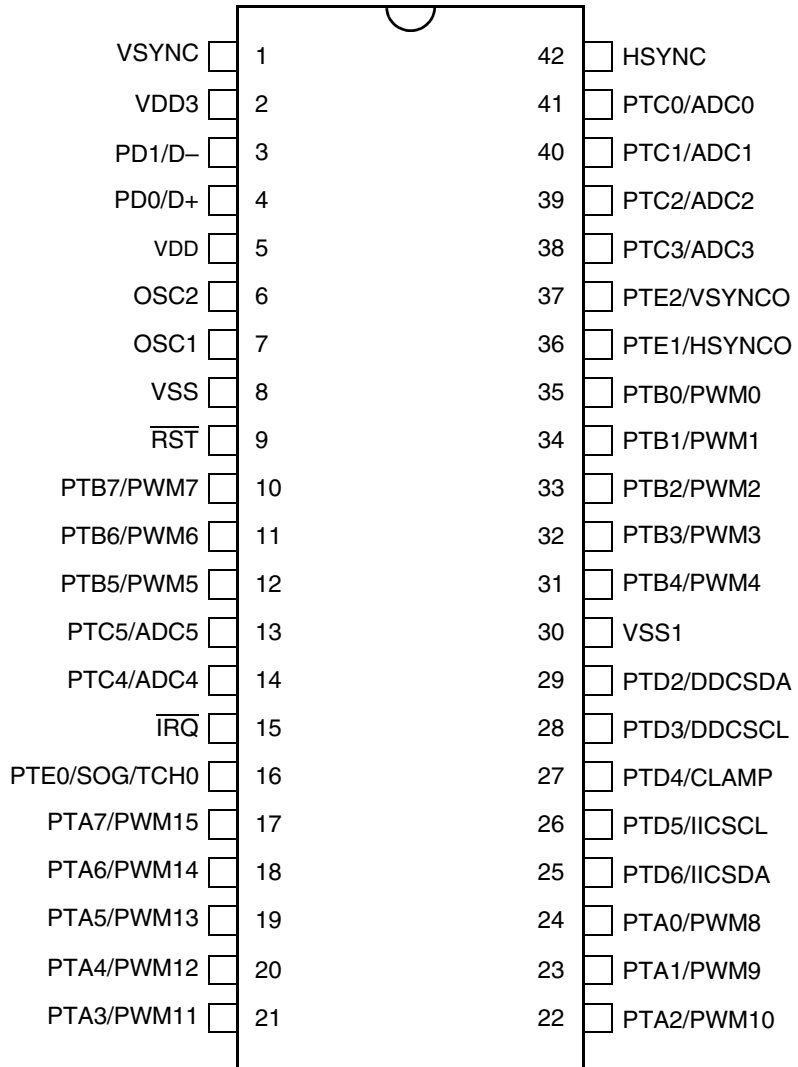 VSYNC 1 42 HSYNC
VDD3 2 41 PTC0/ADC0
PD1/D– 3 40 PTC1/ADC1
PD0/D+ 4 39 PTC2/ADC2
VDD 5 38 PTC3/ADC3
OSC2 6 37 PTE2/VSYNCO
OSC1 7 36 PTE1/HSYNCO
VSS 8 35 PTB0/PWM0
RST 9 34 PTB1/PWM1
PTB7/PWM7 10 33 PTB2/PWM2
PTB6/PWM6 11 32 PTB3/PWM3
PTB5/PWM5 12 31 PTB4/PWM4
PTC5/ADC5 13 30 VSS1
PTC4/ADC4 14 29 PTD2/DDCSDA
IRQ 15 28 PTD3/DDCSCL
PTE0/SOG/TCH0 16 27 PTD4/CLAMP
PTA7/PWM15 17 26 PTD5/IICSCL
PTA6/PWM14 18 25 PTD6/IICSDA
PTA5/PWM13 19 24 PTA0/PWM8
PTA4/PWM12 20 23 PTA1/PWM9
PTA3/PWM11 21 22 PTA2/PWM10